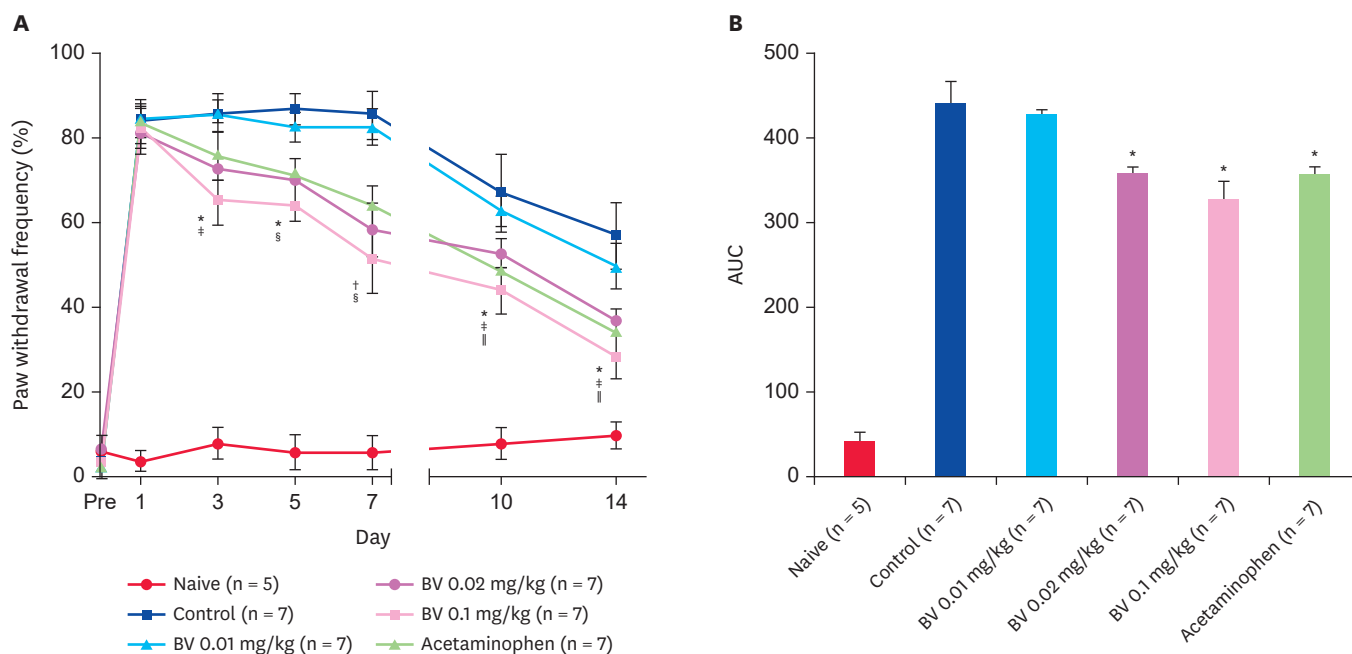 A
Paw withdrawal frequency (%)
100
80
60
40
20
0
*
‡
*
§
†
§
*
‡
||
*
‡
||
Pre 1 3 5 7 10 14
Day
Naive (n = 5)
Control (n = 7)
BV 0.01 mg/kg (n = 7)
BV 0.02 mg/kg (n = 7)
BV 0.1 mg/kg (n = 7)
Acetaminophen (n = 7)
B
AUC
500
400
300
200
100
0
* * *
Naive (n = 5)
Control (n = 7)
BV 0.01 mg/kg (n = 7)
BV 0.02 mg/kg (n = 7)
BV 0.1 mg/kg (n = 7)
Acetaminophen (n = 7)